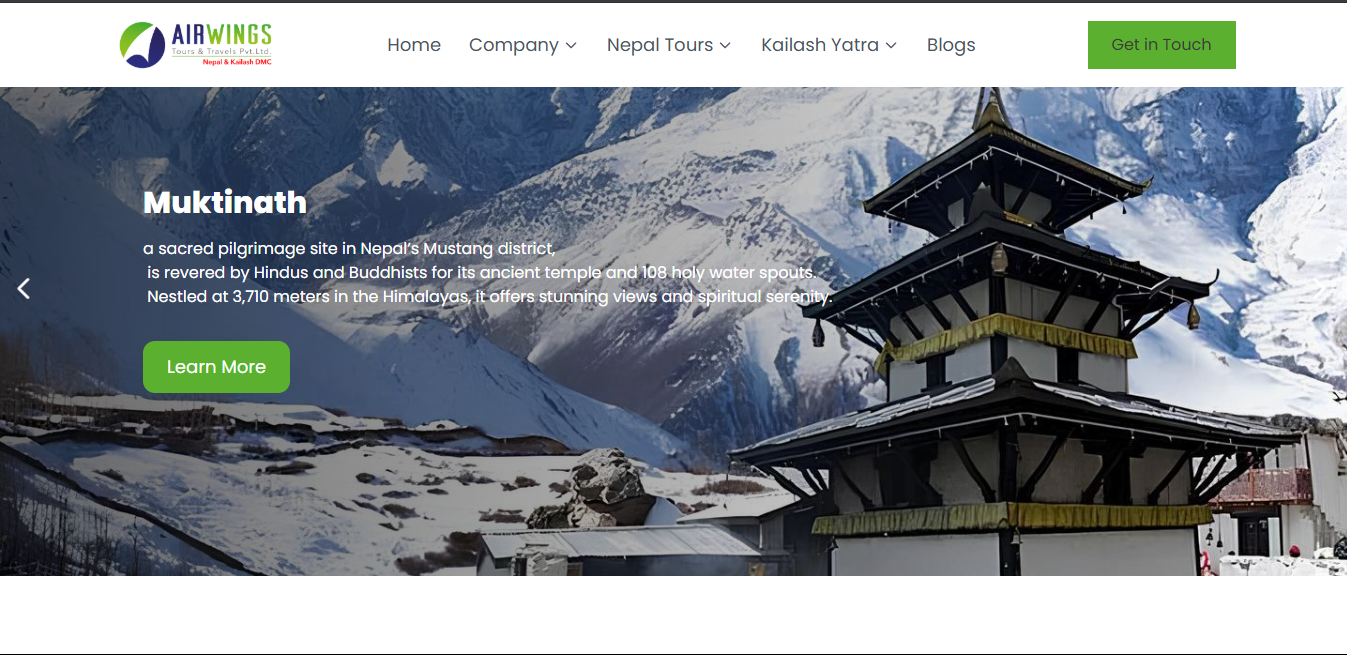 AIRWINGS
Tours & Travels Pvt.Ltd.
Nepal & Kailash DMC
Home
Company
Nepal Tours
Kailash Yatra
Blogs
Get in Touch
Muktinath
a sacred pilgrimage site in Nepal’s Mustang district,
is revered by Hindus and Buddhists for its ancient temple and 108 holy water spouts.
Nestled at 3,710 meters in the Himalayas, it offers stunning views and spiritual serenity.
Learn More